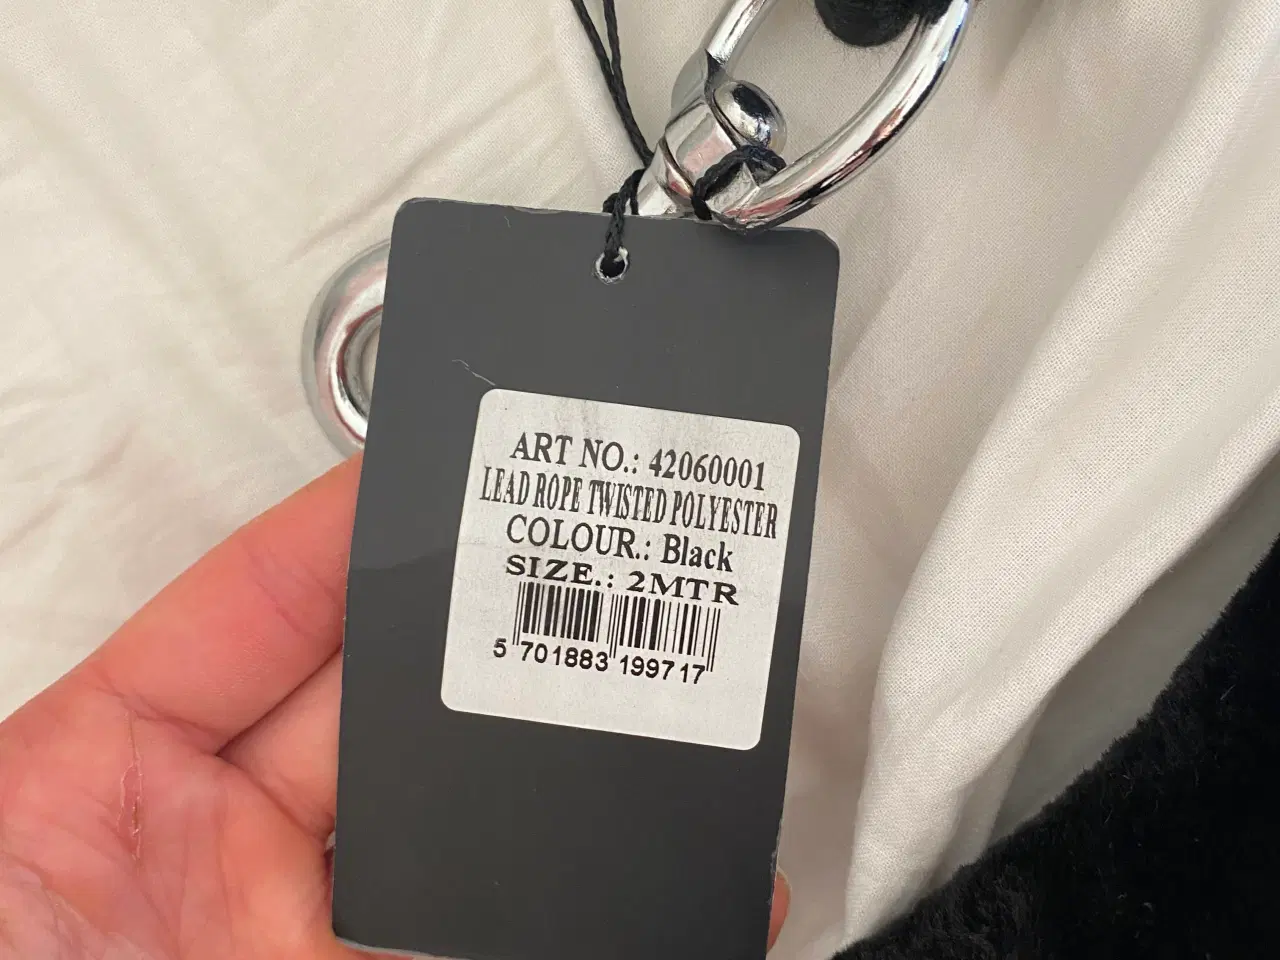 ART NO.: 42060001
LEAD ROPE TWISTED POLYESTER
COLOUR.: Black
SIZE.: 2MTR
5 701883 199717